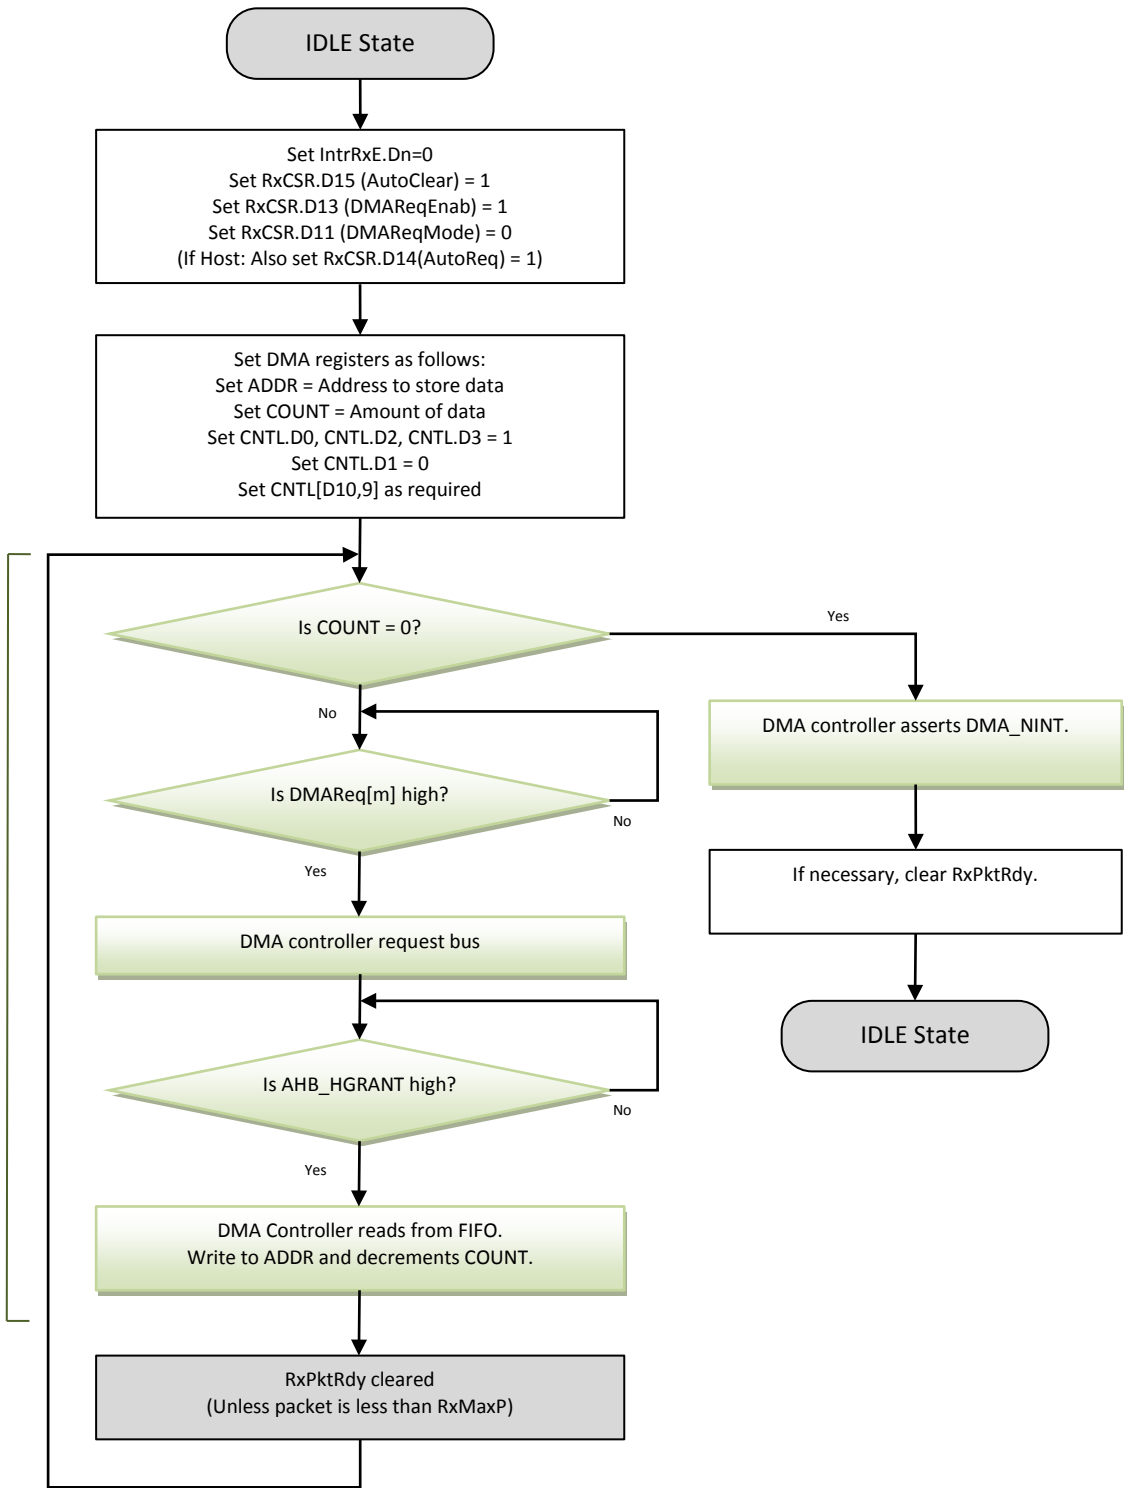 IDLE State
Set IntrRxE.Dn=0
Set RxCSR.D15 (AutoClear) = 1
Set RxCSR.D13 (DMAReqEnab) = 1
Set RxCSR.D11 (DMAReqMode) = 0
(If Host: Also set RxCSR.D14(AutoReq) = 1)
Set DMA registers as follows:
Set ADDR = Address to store data
Set COUNT = Amount of data
Set CNTL.D0, CNTL.D2, CNTL.D3 = 1
Set CNTL.D1 = 0
Set CNTL[D10,9] as required
Is COUNT = 0?
Yes
No
DMA controller asserts DMA_NINT.
Is DMAReq[m] high?
No
Yes
If necessary, clear RxPktRdy.
DMA controller request bus
IDLE State
Is AHB_HGRANT high?
No
Yes
DMA Controller reads from FIFO.
Write to ADDR and decrements COUNT.
RxPktRdy cleared
(Unless packet is less than RxMaxP)